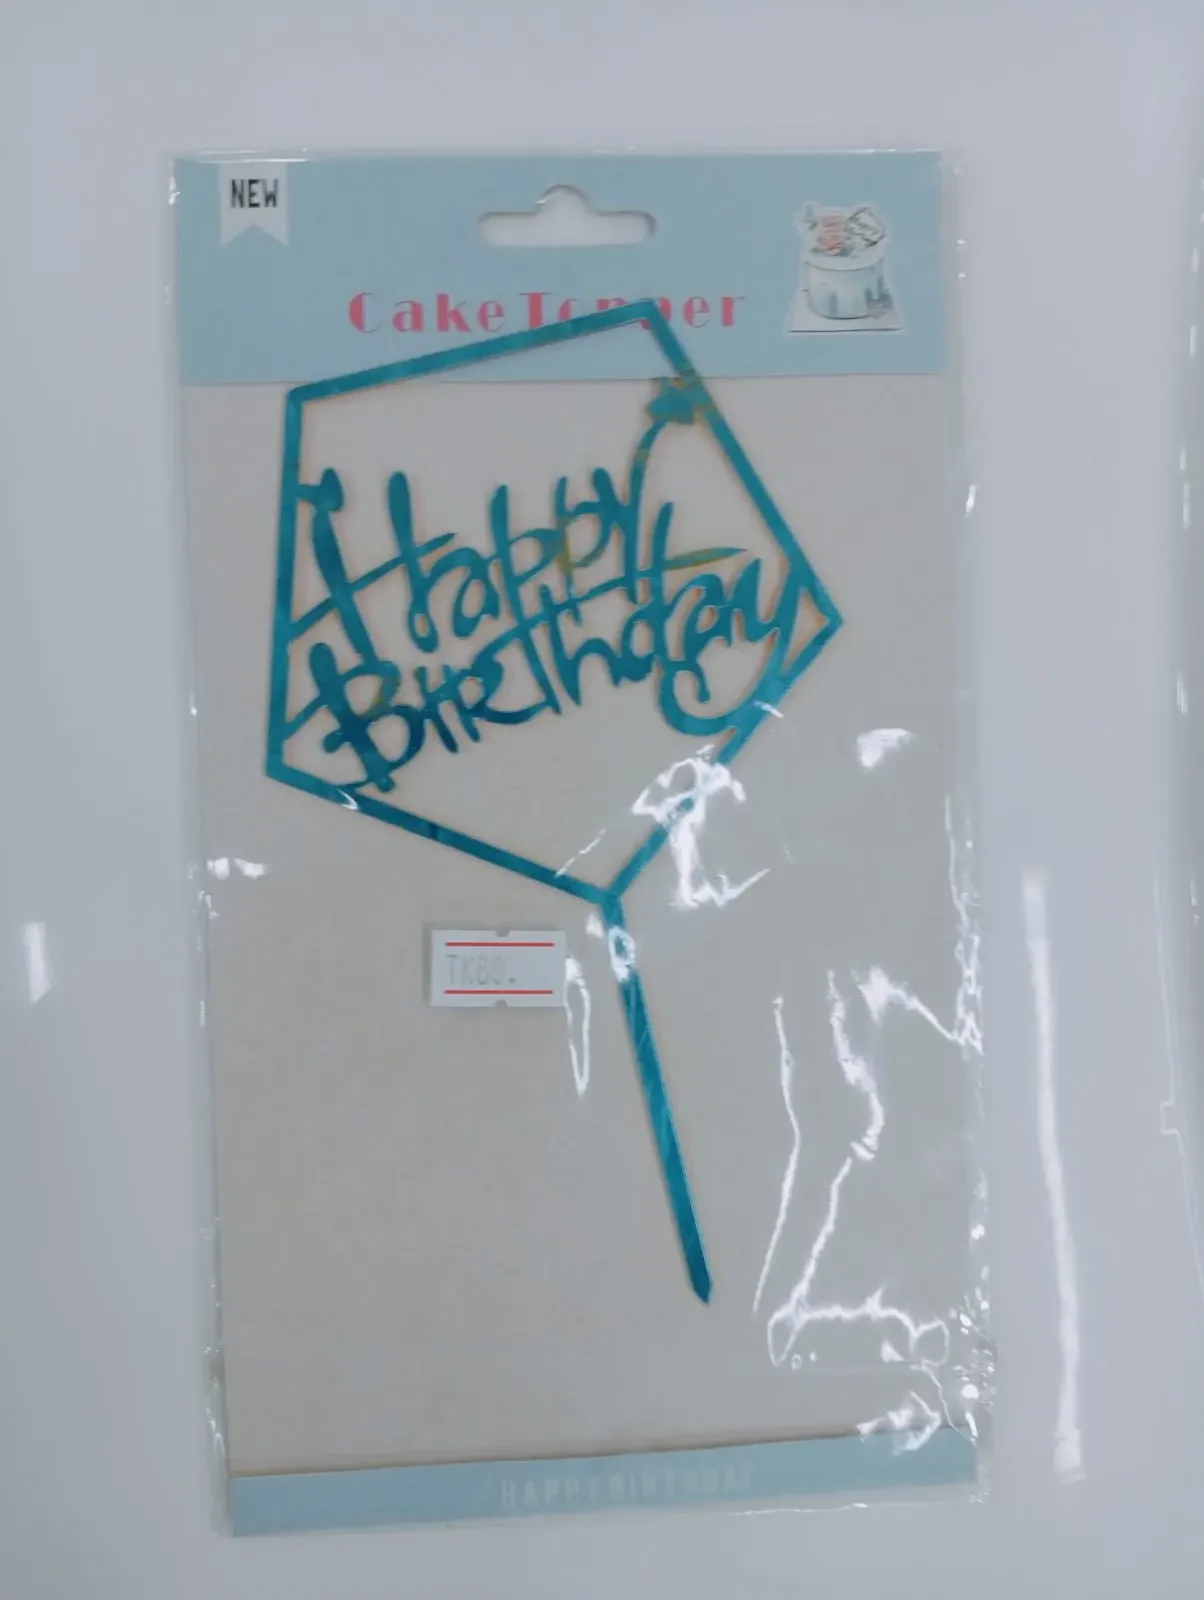 NEW
Cake Topper
Happy
BIRThday
TK80.
HAPPY BIRTHDAY